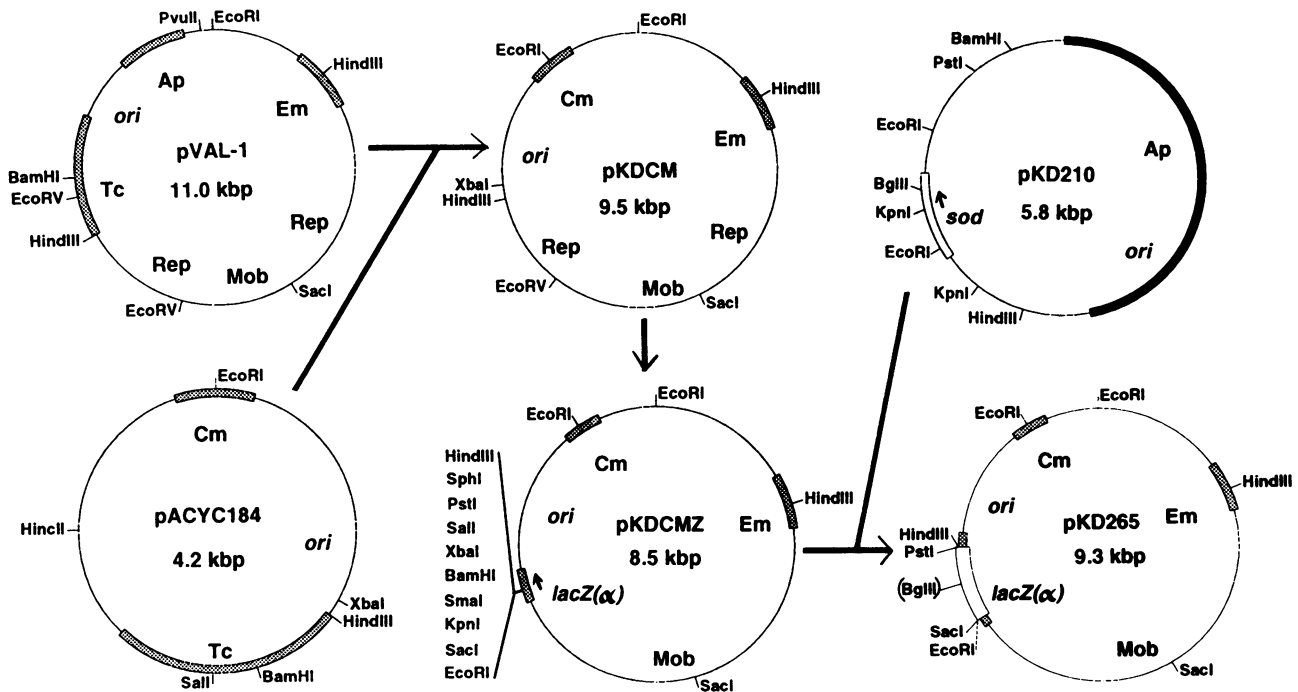 PvuII
EcoRI
HindIII
Ap
ori
Em
pVAL-1
11.0 kbp
BamHI
EcoRV
Tc
HindIII
Rep
Rep
Mob
SacI
EcoRV
EcoRI
EcoRI
HindIII
Cm
Em
ori
pKDCM
9.5 kbp
XbaI
HindIII
Rep
Rep
EcoRV
Mob
SacI
BamHI
PstI
EcoRI
Ap
pKD210
5.8 kbp
BglII
KpnI
sod
EcoRI
ori
KpnI
HindIII
EcoRI
Cm
HincII
pACYC184
4.2 kbp
ori
XbaI
HindIII
Tc
SalI
BamHI
EcoRI
EcoRI
HindIII
SphI
PstI
SalI
XbaI
BamHI
SmaI
KpnI
SacI
EcoRI
Cm
HindIII
ori
pKDCMZ
Em
8.5 kbp
lacZ(α)
Mob
SacI
EcoRI
EcoRI
Cm
HindIII
ori
pKD265
Em
9.3 kbp
HindIII
PstI
(BglII)
lacZ(α)
SacI
EcoRI
Mob
SacI